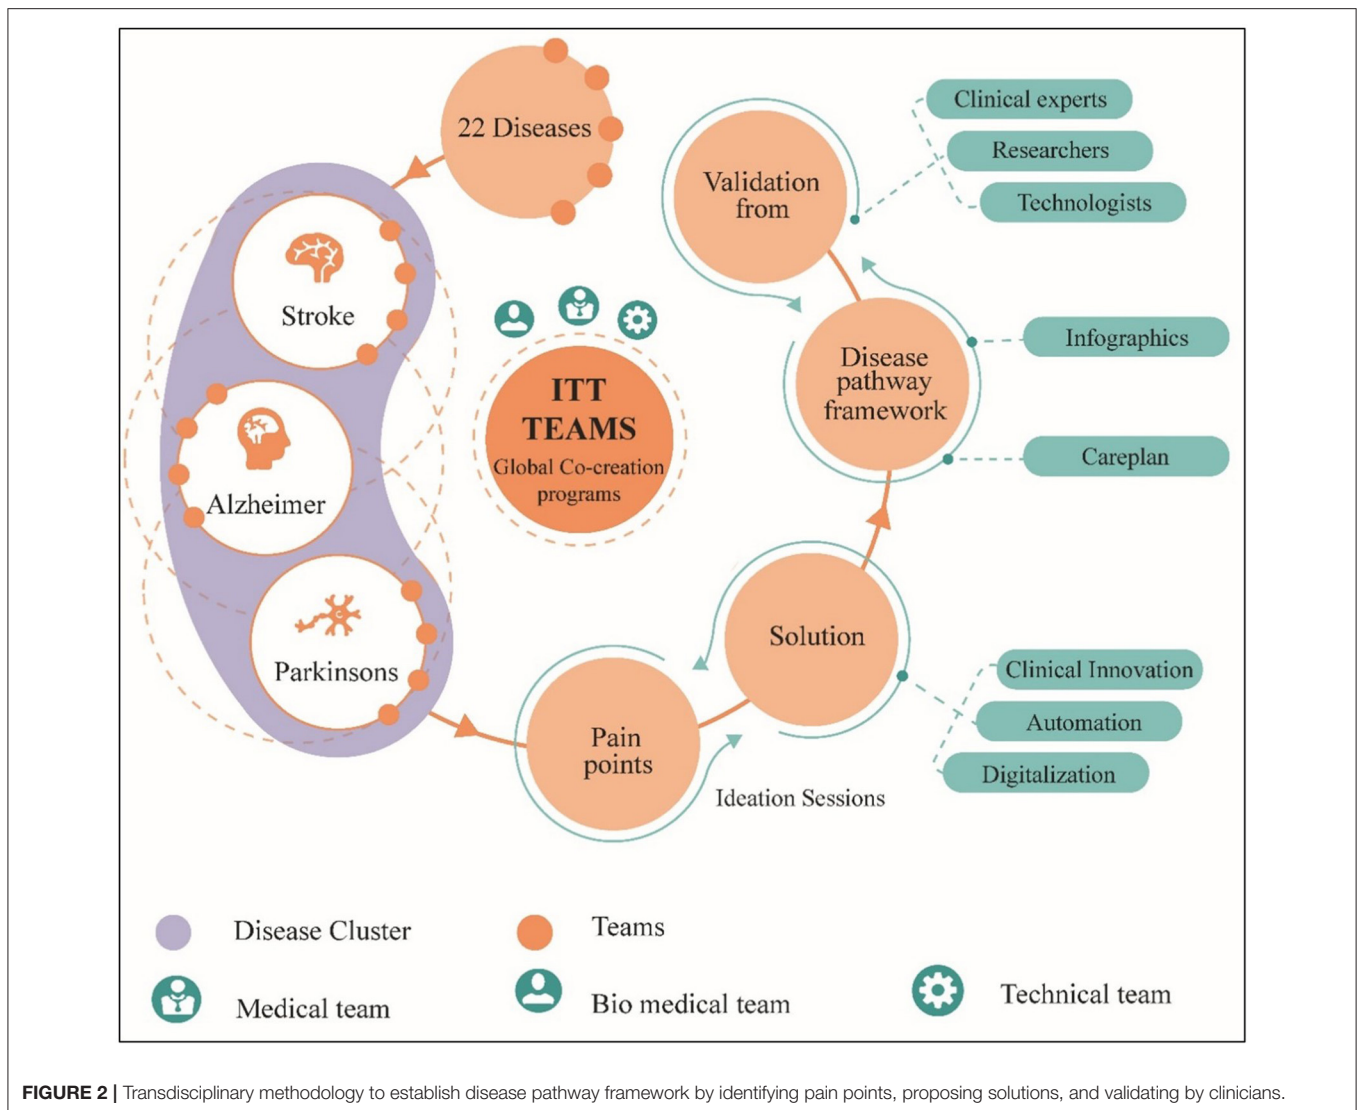 22 Diseases
Stroke
Alzheimer
Parkinsons
ITT
TEAMS
Global Co-creation
programs
Pain
points
Ideation Sessions
Solution
Clinical Innovation
Automation
Digitalization
Disease
pathway
framework
Infographics
Careplan
Validation
from
Clinical experts
Researchers
Technologists
Disease Cluster
Teams
Medical team
Bio medical team
Technical team
FIGURE 2 | Transdisciplinary methodology to establish disease pathway framework by identifying pain points, proposing solutions, and validating by clinicians.